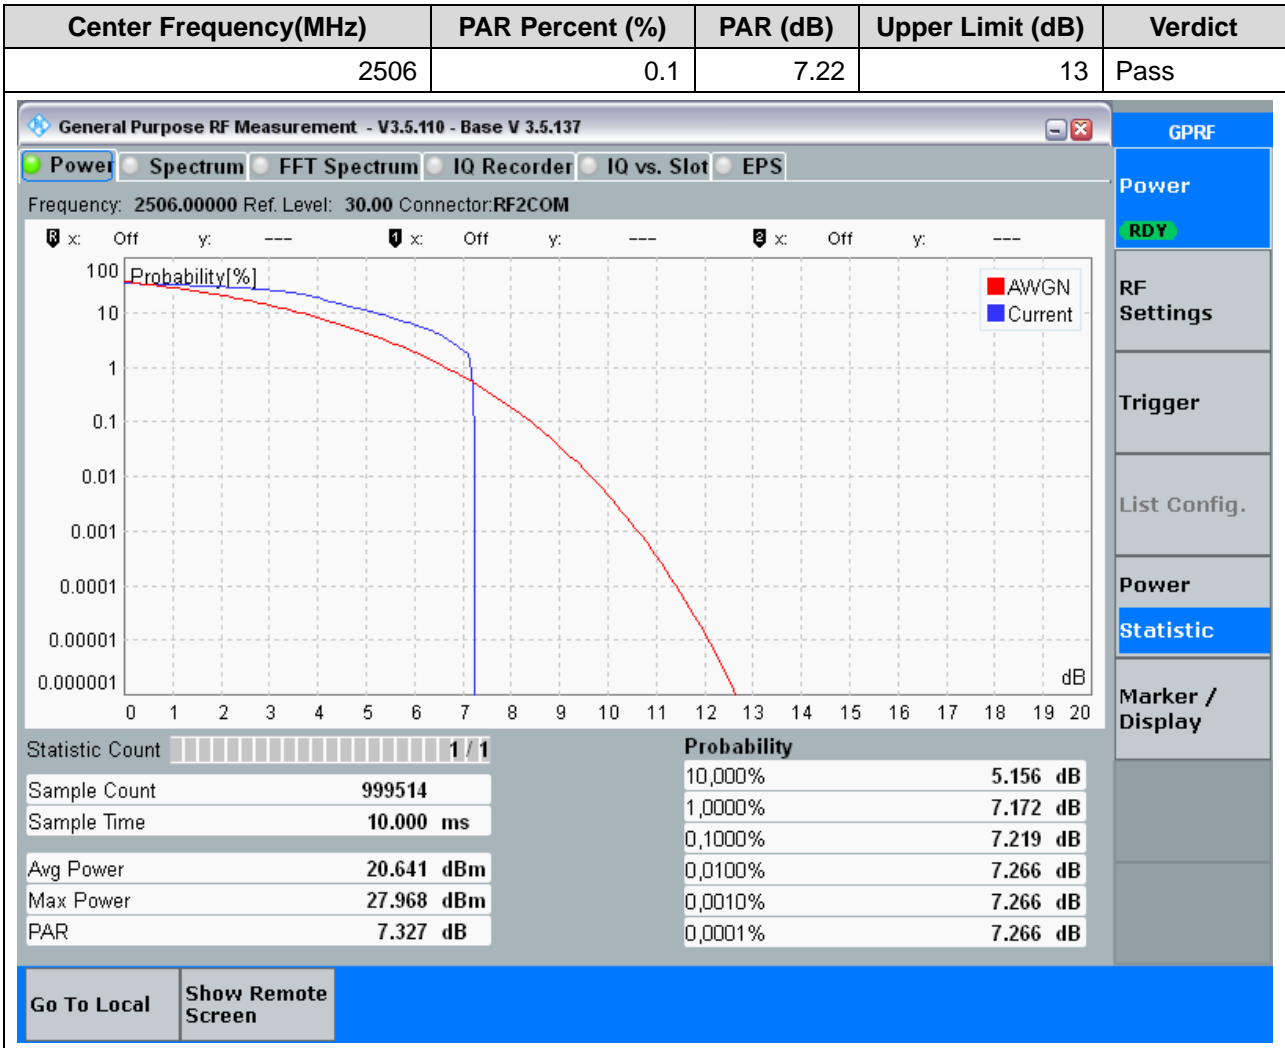 Center Frequency(MHz) PAR Percent (%) PAR (dB) Upper Limit (dB) Verdict
2506 0.1 7.22 13 Pass
General Purpose RF Measurement - V3.5.110 - Base V 3.5.137
GPRF
Power Spectrum FFT Spectrum IQ Recorder IQ vs. Slot EPS
Power
RDY
Frequency: 2506.00000 Ref. Level: 30.00 Connector:RF2COM
R x: Off y: --- 1 x: Off y: --- 2 x: Off y: ---
Probability[%]
AWGN
Current
100
10
1
0.1
0.01
0.001
0.0001
0.00001
0.000001
dB
0 1 2 3 4 5 6 7 8 9 10 11 12 13 14 15 16 17 18 19 20
RF
Settings
Trigger
List Config.
Power
Statistic
Marker /
Display
Statistic Count 1 / 1
Sample Count 999514
Sample Time 10.000 ms
Avg Power 20.641 dBm
Max Power 27.968 dBm
PAR 7.327 dB
Probability
10,000% 5.156 dB
1,0000% 7.172 dB
0,1000% 7.219 dB
0,0100% 7.266 dB
0,0010% 7.266 dB
0,0001% 7.266 dB
Go To Local
Show Remote
Screen